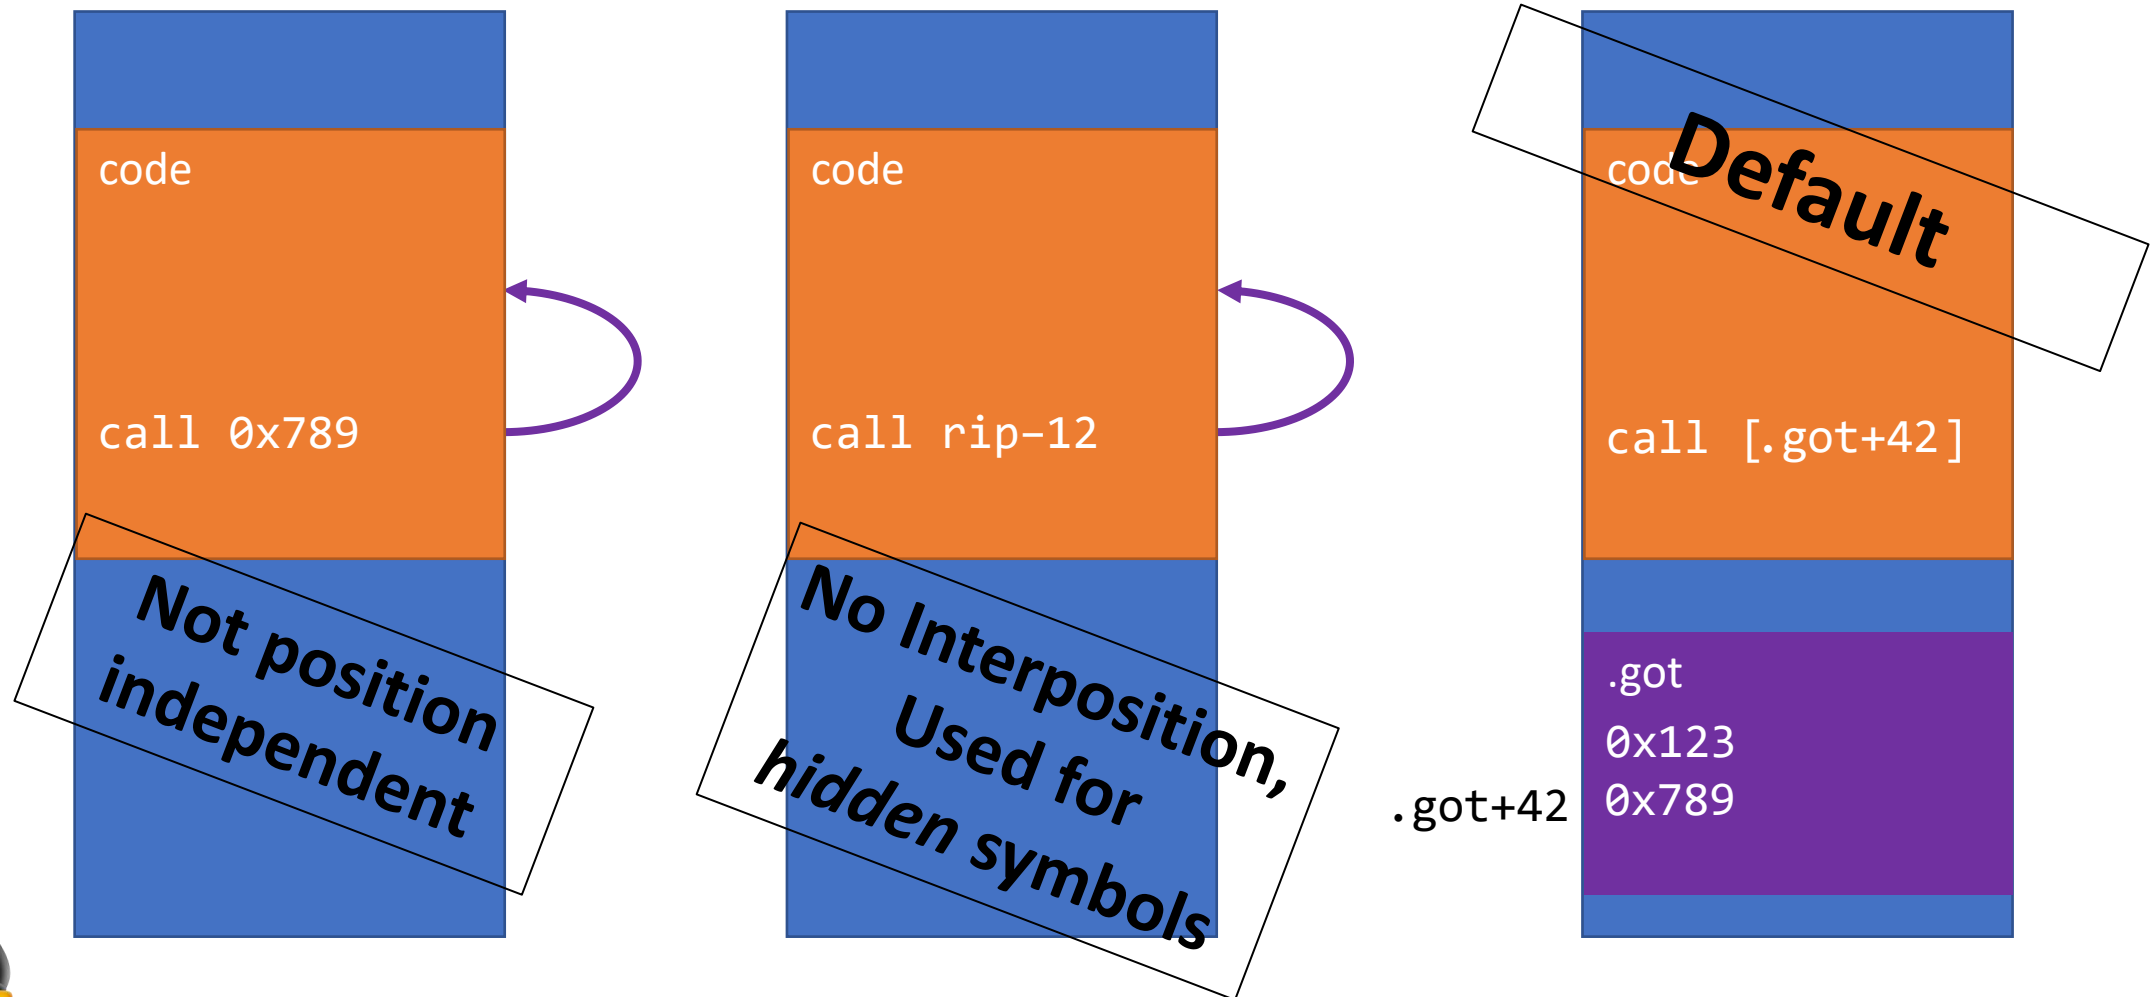 code
call 0x789
Not position
independent
code
call rip-12
No Interposition,
Used for
hidden symbols
Default
code
call [.got+42]
.got
0x123
0x789
.got+42